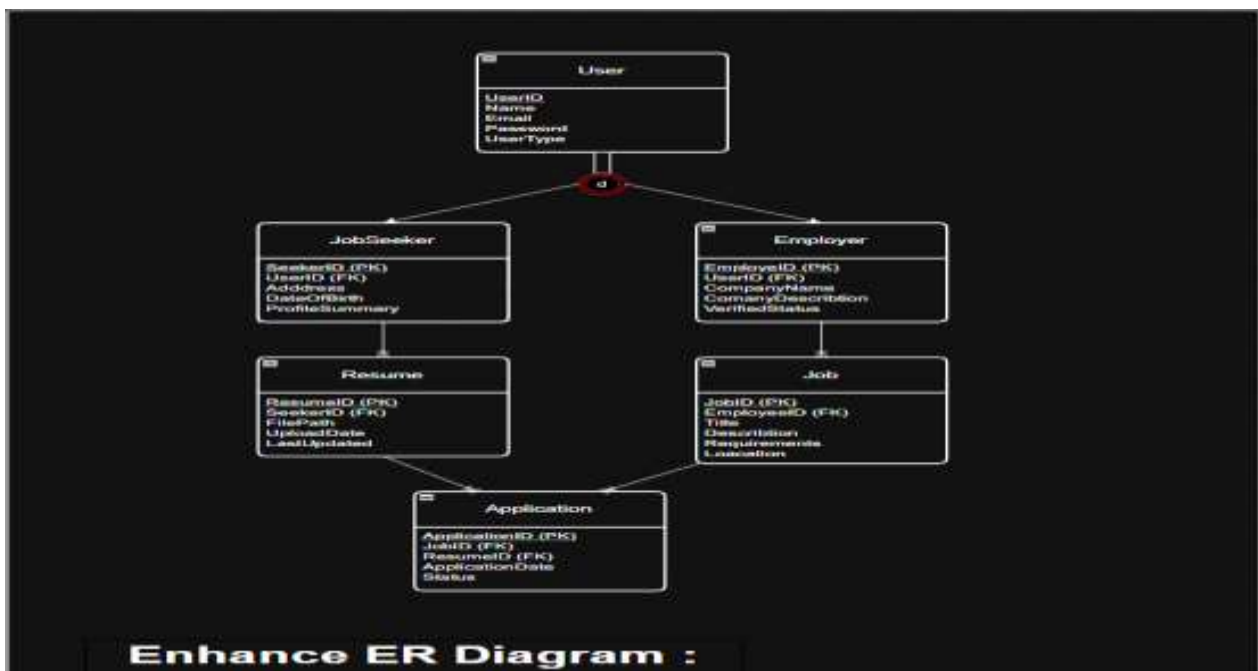 User
UserID
Name
Email
Password
UserType
d
JobSeeker
SeekerID (PK)
UserID (FK)
Adddress
DateOfBirth
ProfileSummary
Employer
EmployeID (PK)
UserID (FK)
CompanyName
ComanyDescribtion
VerifiedStatus
Resume
ResumeID (PK)
SeekerID (FK)
FilePath
UploadDate
LastUpdated
Job
JobID (PK)
EmployeeID (FK)
Title
Describtion
Requirements
Loacation
Application
ApplicationID (PK)
JobID (FK)
ResumeID (FK)
ApplicationDate
Status
Enhance ER Diagram :